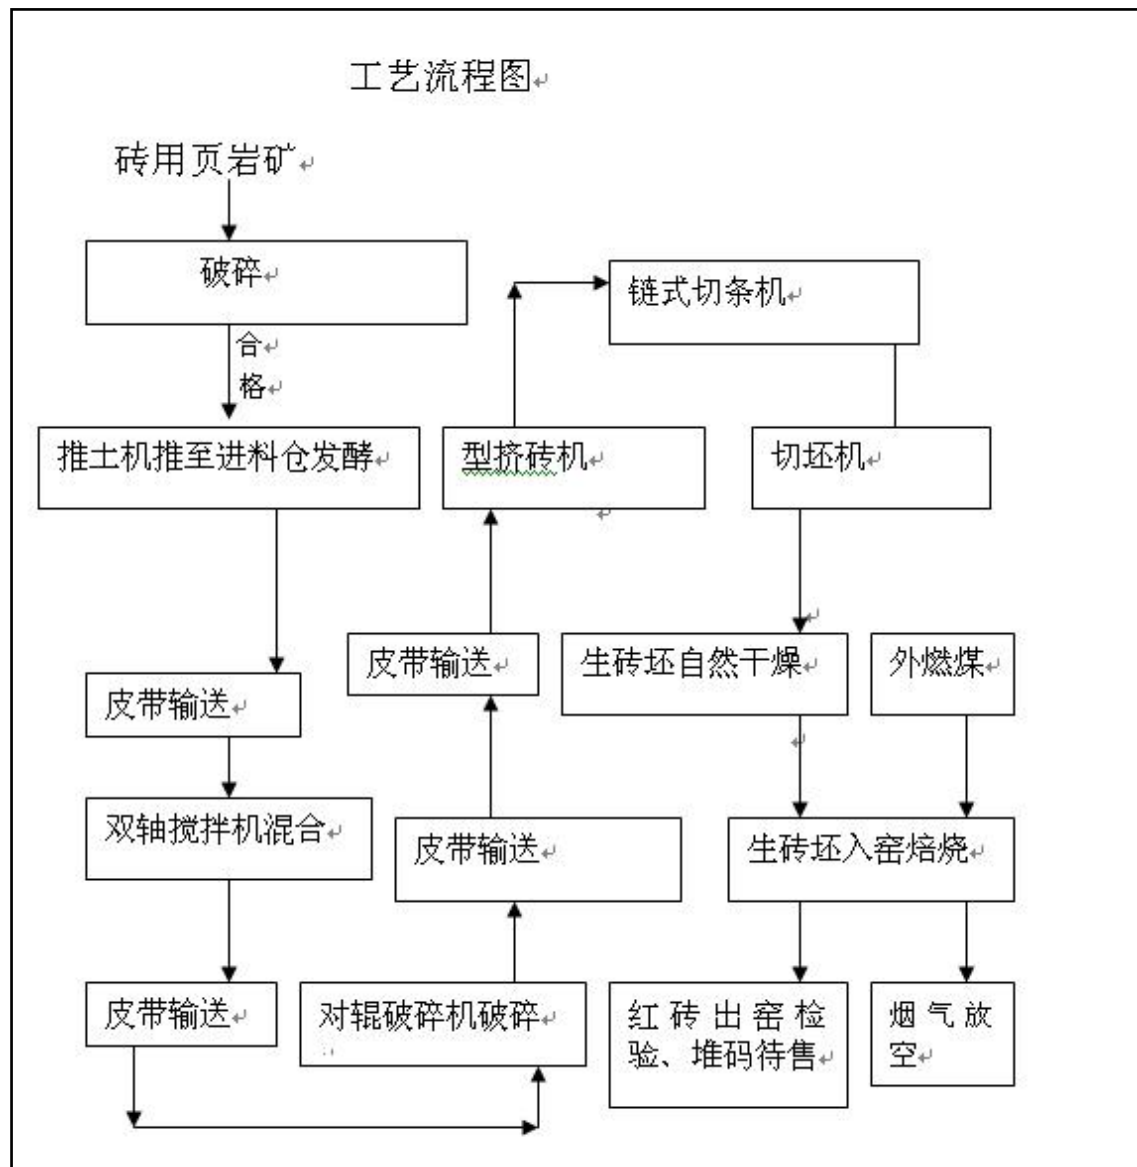 工艺流程图
砖用页岩矿
破碎
合
格
推土机推至进料仓发酵
皮带输送
双轴搅拌机混合
皮带输送
对辊破碎机破碎
皮带输送
皮带输送
型挤砖机
链式切条机
切坯机
生砖坯自然干燥
外燃煤
生砖坯入窑焙烧
红砖出窑检
验、堆码待售
烟气放
空